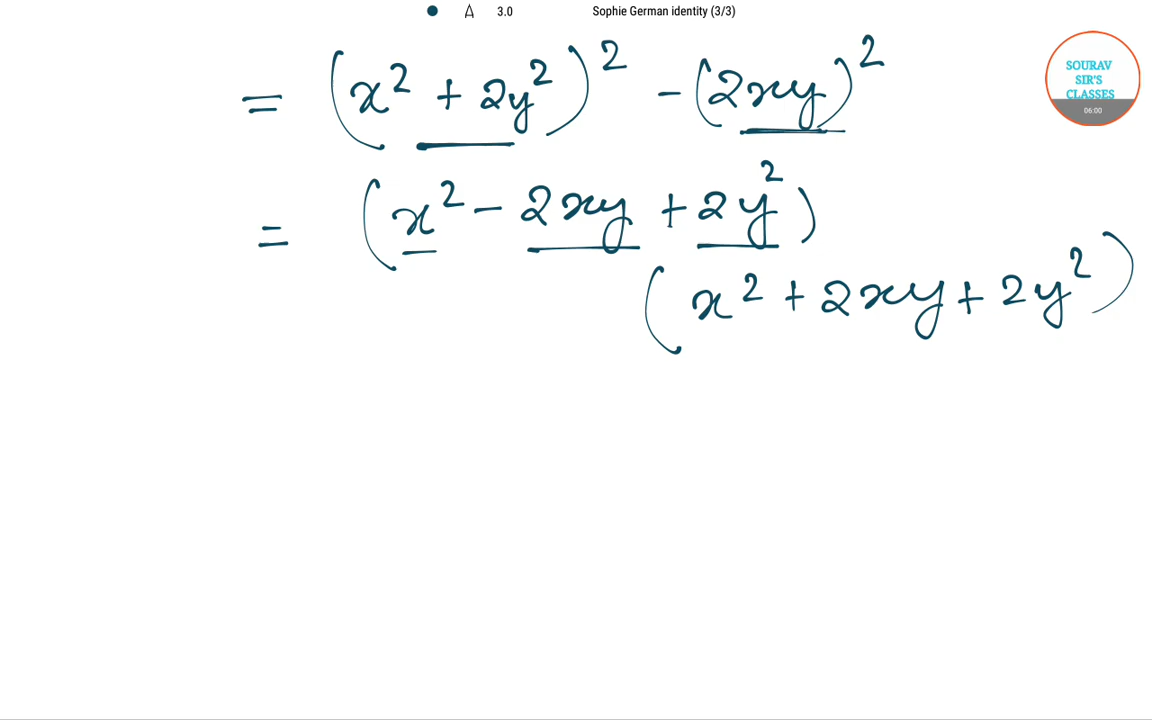 3.0 Sophie German identity (3/3)
SOURAV
SIR'S
CLASSES
06:00
= (x² + 2y²)² - (2xy)²
= (x² - 2xy + 2y²)
(x² + 2xy + 2y²)